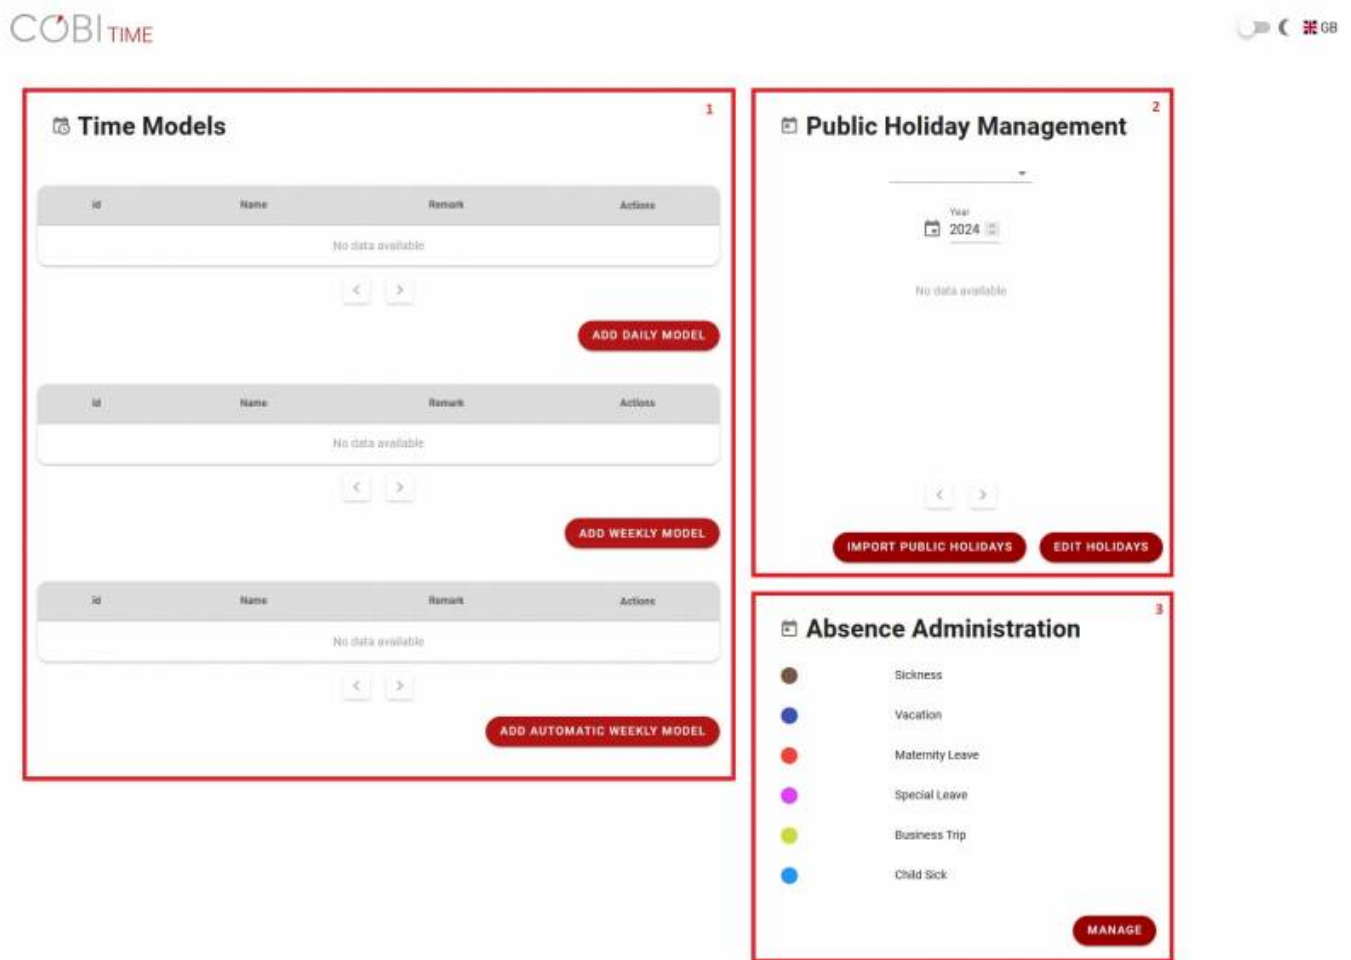 COBI TIME
GB
1
Time Models
id Name Remark Actions
No data available
ADD DAILY MODEL
id Name Remark Actions
No data available
ADD WEEKLY MODEL
id Name Remark Actions
No data available
ADD AUTOMATIC WEEKLY MODEL
2
Public Holiday Management
Year
2024
No data available
IMPORT PUBLIC HOLIDAYS EDIT HOLIDAYS
3
Absence Administration
Sickness
Vacation
Maternity Leave
Special Leave
Business Trip
Child Sick
MANAGE